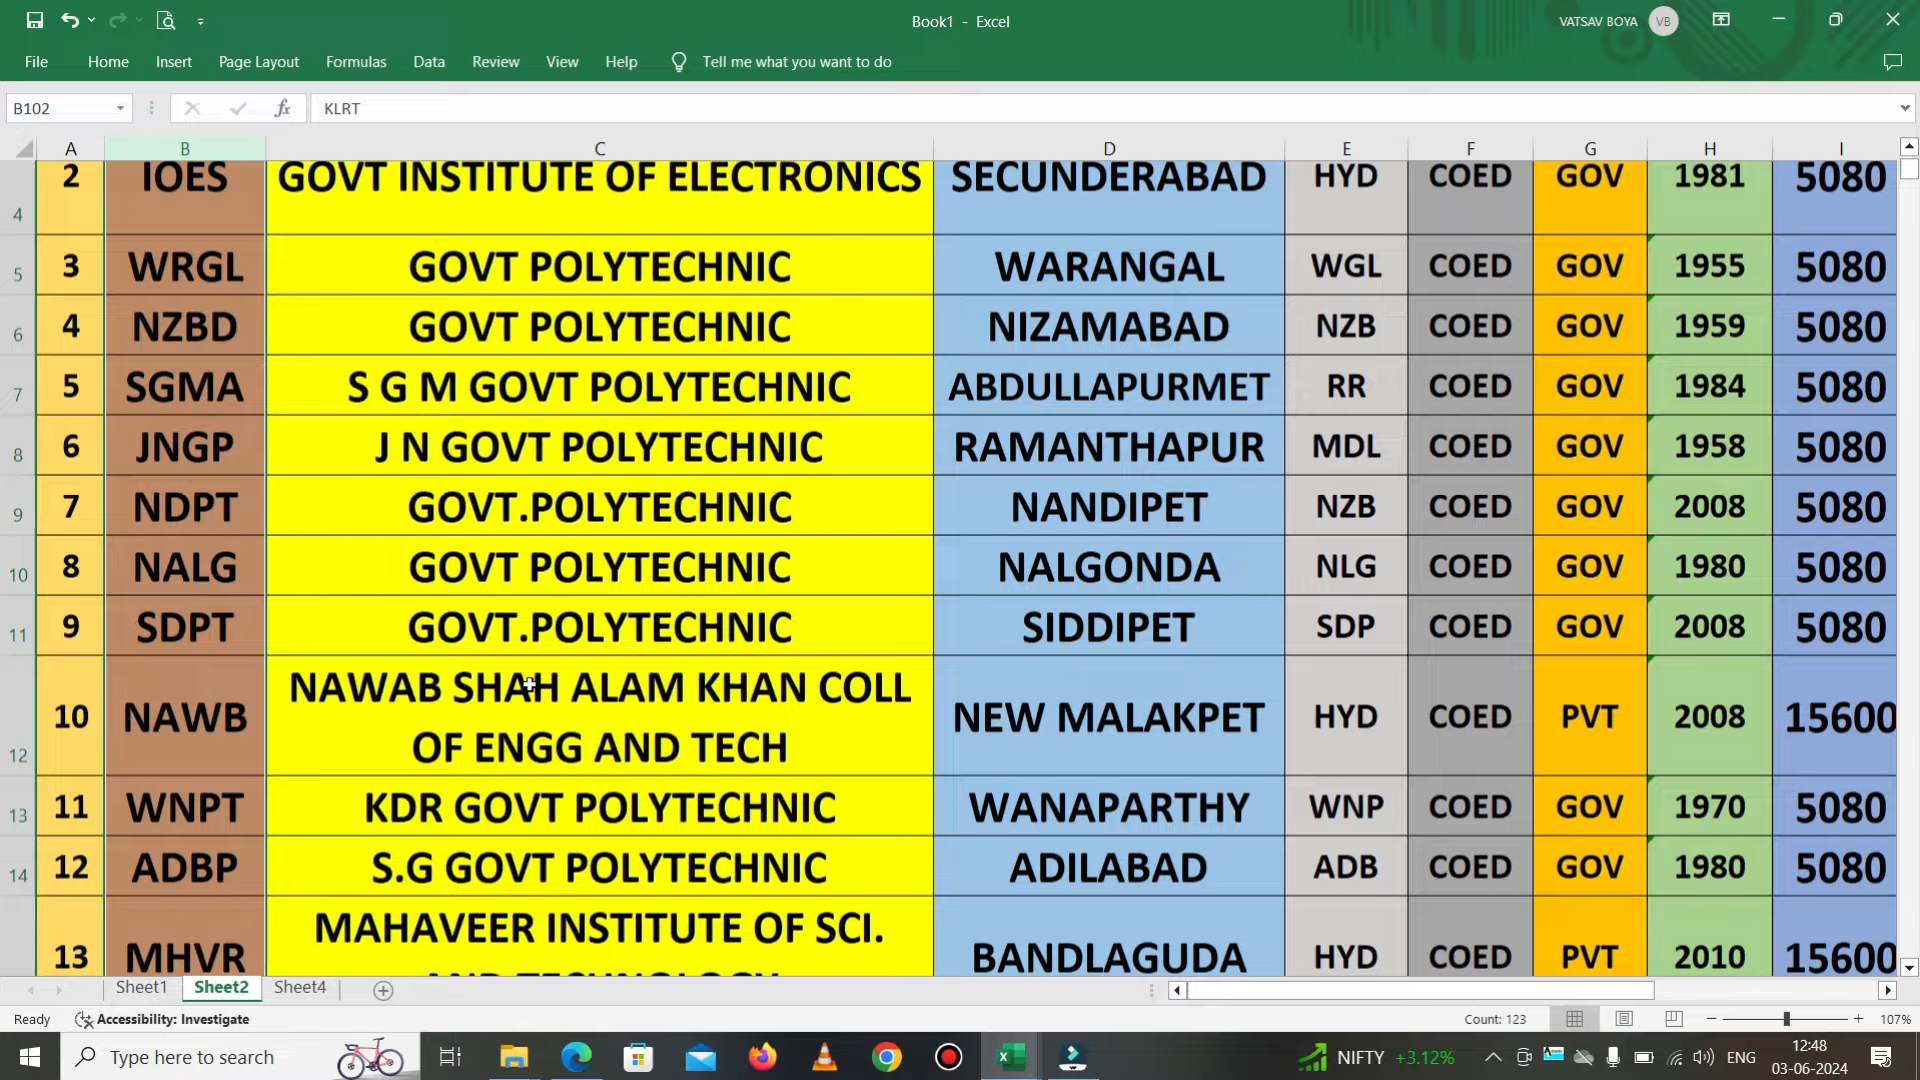 Book1 - Excel
VATSAV BOYA
VB
File Home Insert Page Layout Formulas Data Review View Help Tell me what you want to do
B102 fx KLRT
A B C D E F G H I
4 2 IOES GOVT INSTITUTE OF ELECTRONICS SECUNDERABAD HYD COED GOV 1981 5080
5 3 WRGL GOVT POLYTECHNIC WARANGAL WGL COED GOV 1955 5080
6 4 NZBD GOVT POLYTECHNIC NIZAMABAD NZB COED GOV 1959 5080
7 5 SGMA S G M GOVT POLYTECHNIC ABDULLAPURMET RR COED GOV 1984 5080
8 6 JNGP J N GOVT POLYTECHNIC RAMANTHAPUR MDL COED GOV 1958 5080
9 7 NDPT GOVT.POLYTECHNIC NANDIPET NZB COED GOV 2008 5080
10 8 NALG GOVT POLYTECHNIC NALGONDA NLG COED GOV 1980 5080
11 9 SDPT GOVT.POLYTECHNIC SIDDIPET SDP COED GOV 2008 5080
NAWAB SHAH ALAM KHAN COLL
12 10 NAWB OF ENGG AND TECH NEW MALAKPET HYD COED PVT 2008 15600
13 11 WNPT KDR GOVT POLYTECHNIC WANAPARTHY WNP COED GOV 1970 5080
14 12 ADBP S.G GOVT POLYTECHNIC ADILABAD ADB COED GOV 1980 5080
MAHAVEER INSTITUTE OF SCI.
13 MHVR BANDLAGUDA HYD COED PVT 2010 15600
Sheet1 Sheet2 Sheet4
Ready Accessibility: Investigate Count: 123 107%
Type here to search NIFTY +3.12% ENG 12:48
03-06-2024